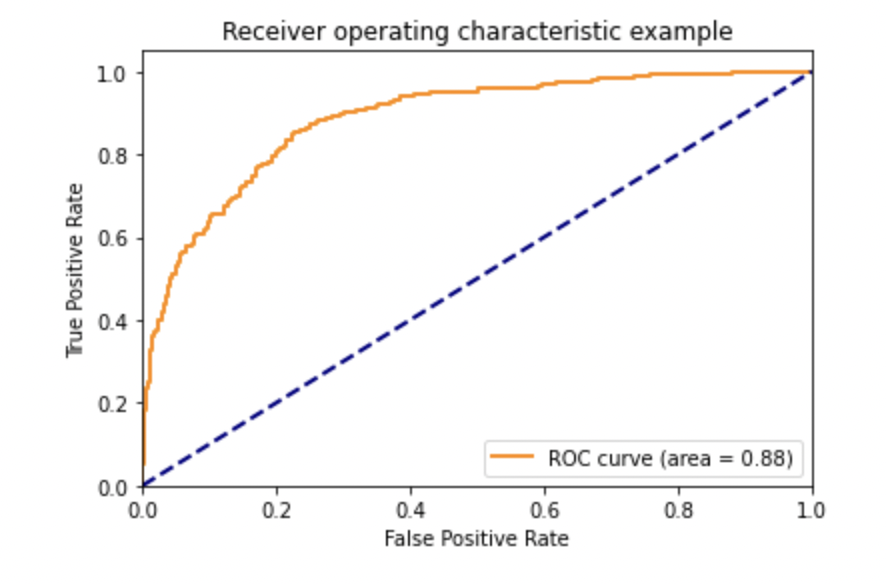 Receiver operating characteristic example
1.0
0.8
0.6
0.4
0.2
0.0
True Positive Rate
ROC curve (area = 0.88)
0.0 0.2 0.4 0.6 0.8 1.0
False Positive Rate